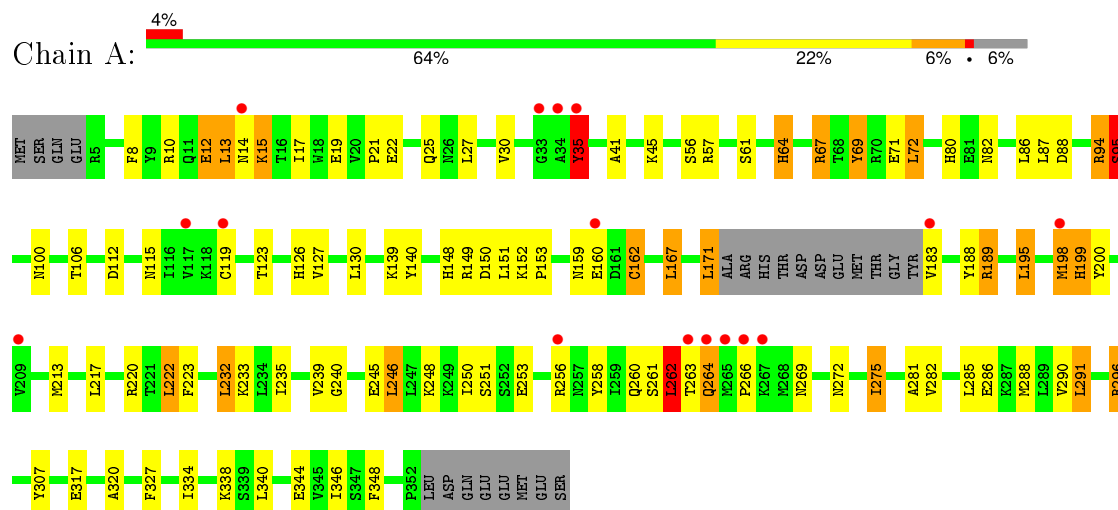 4%
Chain A:
64% 22% 6% • 6%
MET SER GLN GLU R5 F8 Y9 R10 Q11 E12 L13 N14 K15 T16 I17 W18 E19 V20 P21 E22 Q25 N26 L27 V30 G33 A34 Y35 A41 K45 S56 R57 S61 H64 R67 T68 Y69 R70 E71 L72 H80 E81 N82 L86 L87 D88 R94 S95
N100 T106 D112 N115 I116 V117 K118 C119 T123 H126 V127 L130 K139 Y140 H148 R149 D150 L151 K152 P153 N159 E160 D161 C162 L167 L171 ALA ARG HIS THR ASP ASP GLU MET THR GLY TYR V183 Y188 R189 L195 M198 H199 Y200
V209 M213 L217 R220 T221 L222 F223 L232 K233 L234 I235 V239 G240 E245 L246 L247 K248 K249 I250 S251 S252 E253 R256 N257 Y258 I259 Q260 S261 L262 T263 Q264 M265 P266 K267 M268 N269 N272 I275 A281 V282 L285 E286 K287 M288 L289 V290 L291 R296
Y307 E317 A320 F327 I334 K338 S339 L340 E344 V345 I346 S347 F348 P352 LEU ASP GLN GLU GLU MET GLU SER